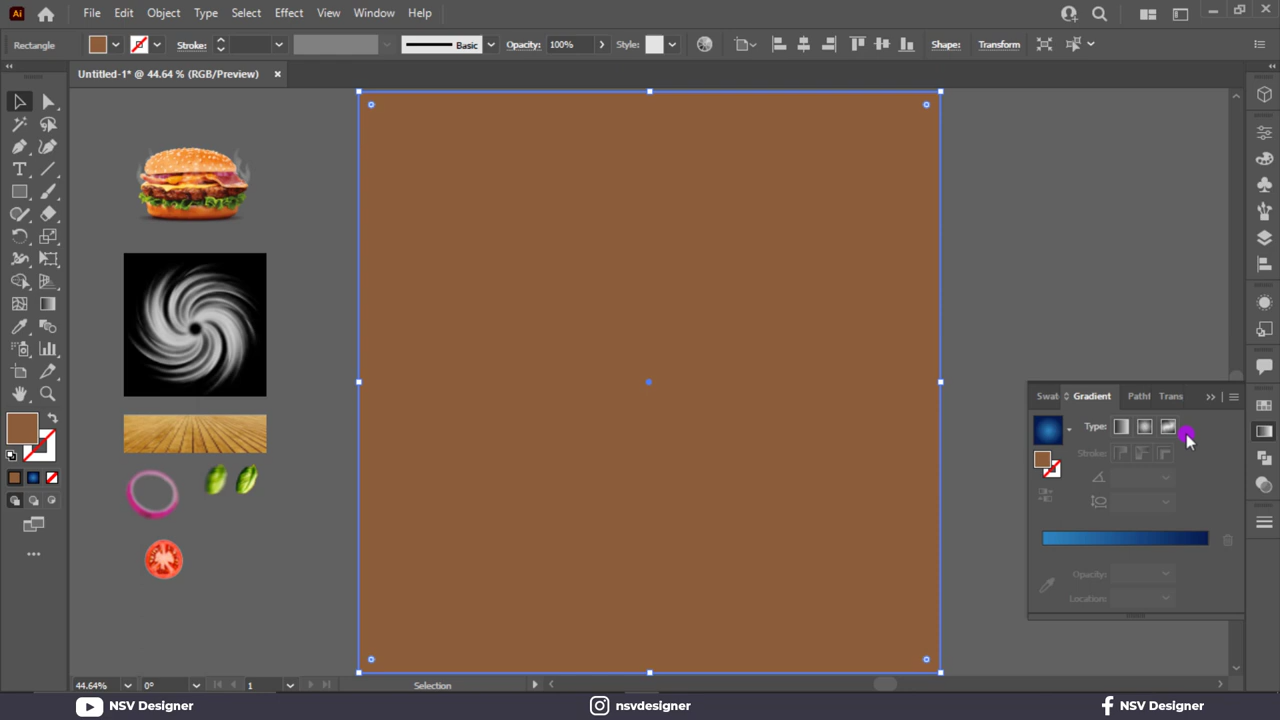 Ai File Edit Object Type Select Effect View Window Help
Rectangle Stroke: Basic Opacity: 100% Style: Shape: Transform
Untitled-1* @ 44.64 % (RGB/Preview) ×
Swat Gradient Pathf Trans
Type:
Stroke:
Opacity:
Location:
44.64% 0° 1 Selection
NSV Designer nsvdesigner NSV Designer